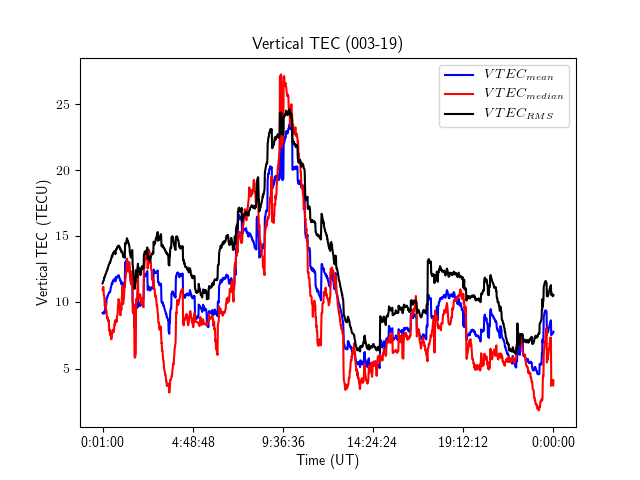 Vertical TEC (003-19)
VTEC_mean
VTEC_median
VTEC_RMS
Vertical TEC (TECU)
25
20
15
10
5
0:01:00 4:48:48 9:36:36 14:24:24 19:12:12 0:00:00
Time (UT)